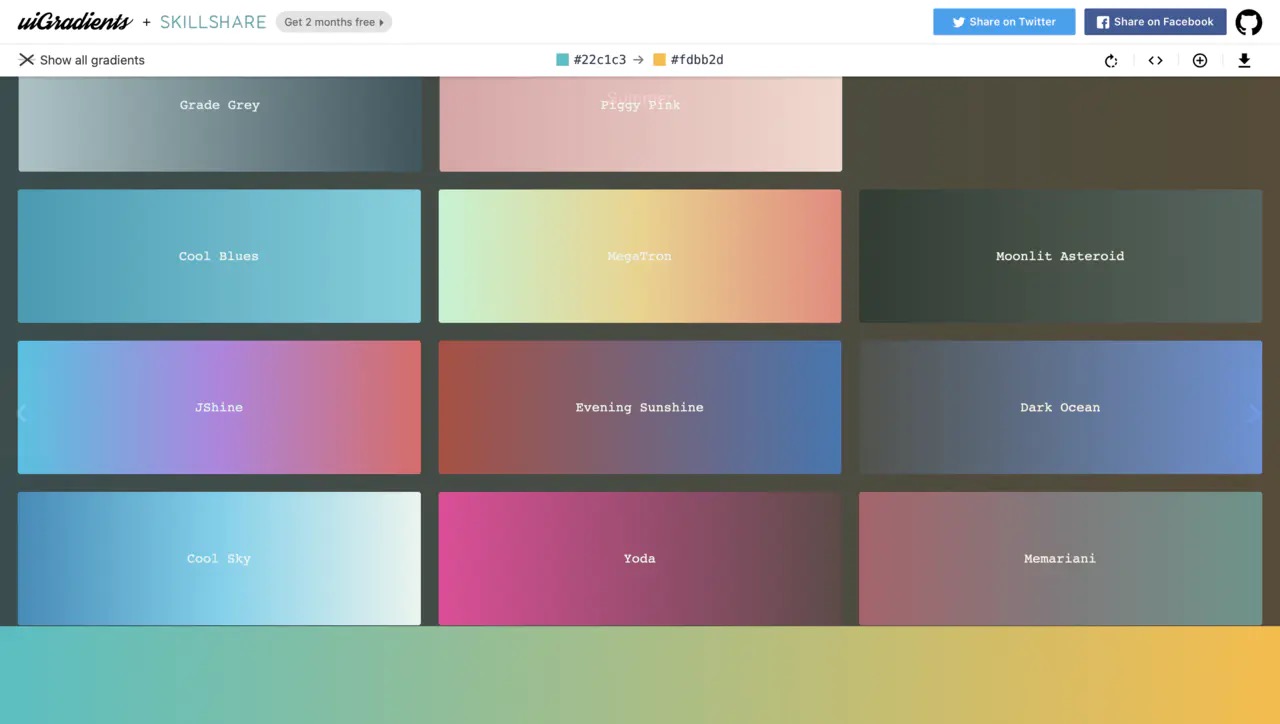 uiGradients + SKILLSHARE Get 2 months free Share on Twitter Share on Facebook
Show all gradients #22c1c3 → #fdbb2d
Summer
Grade Grey Piggy Pink
Cool Blues MegaTron Moonlit Asteroid
JShine Evening Sunshine Dark Ocean
Cool Sky Yoda Memariani